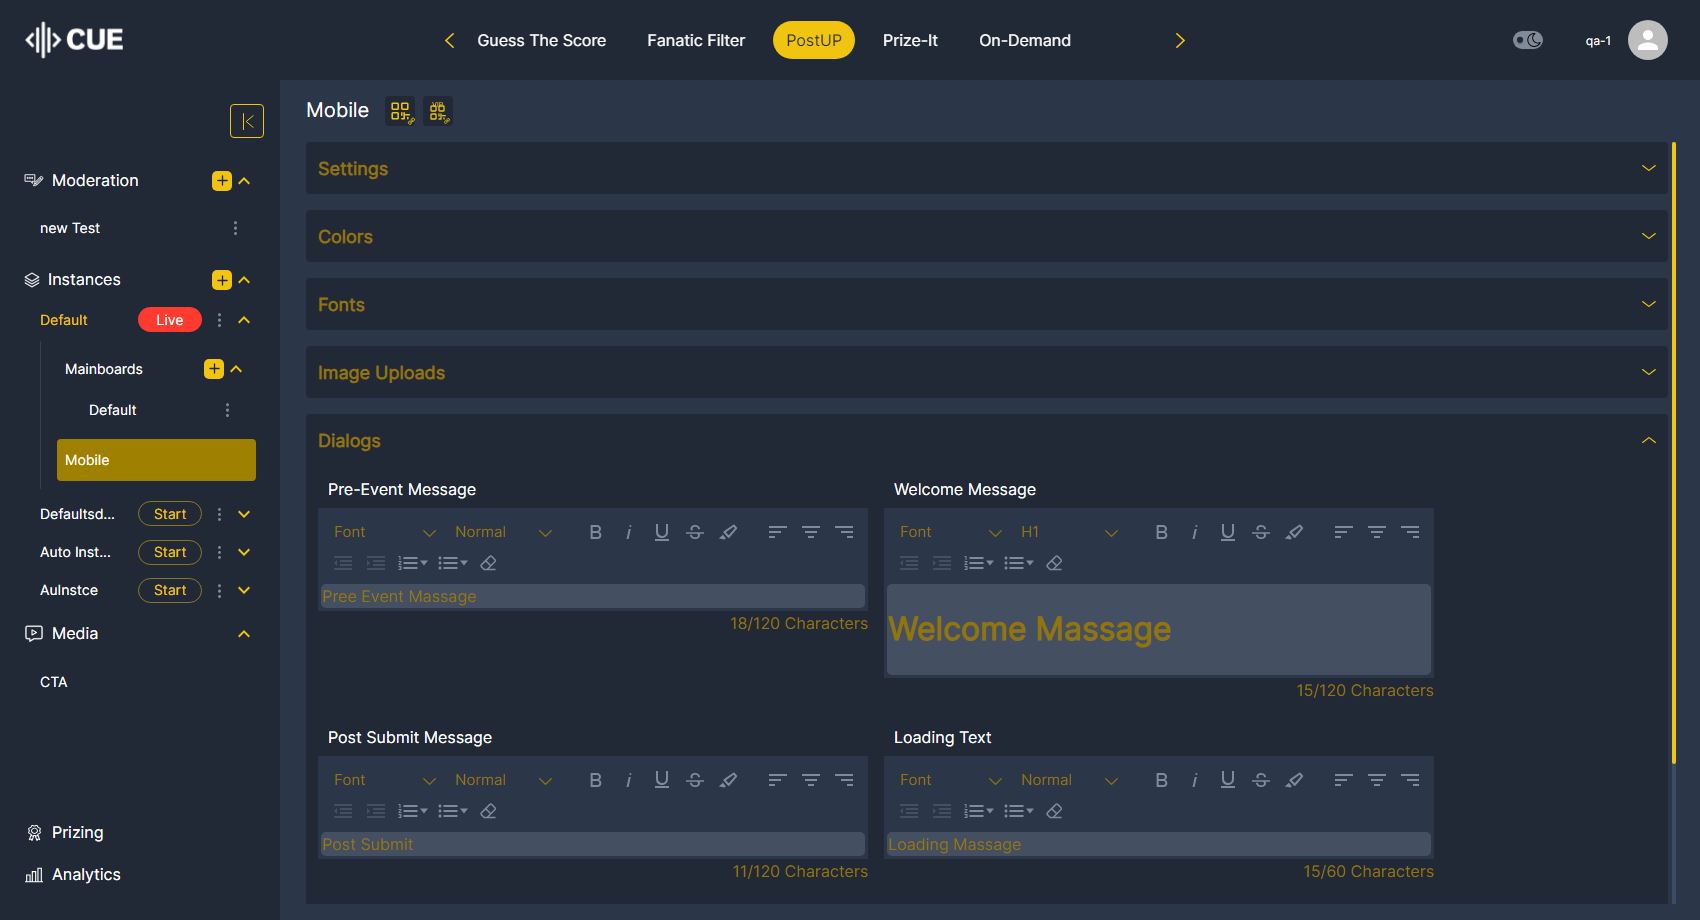 CUE
Guess The Score
Fanatic Filter
PostUP
Prize-It
On-Demand
qa-1
Moderation
new Test
Instances
Default
Live
Mainboards
Default
Mobile
Defaultsd...
Start
Auto Inst...
Start
AuInstce
Start
Media
CTA
Prizing
Analytics
Mobile
Settings
Colors
Fonts
Image Uploads
Dialogs
Pre-Event Message
Font
Normal
B
i
U
S
Pree Event Massage
18/120 Characters
Welcome Message
Font
H1
B
i
U
S
Welcome Massage
15/120 Characters
Post Submit Message
Font
Normal
B
i
U
S
Post Submit
11/120 Characters
Loading Text
Font
Normal
B
i
U
S
Loading Massage
15/60 Characters